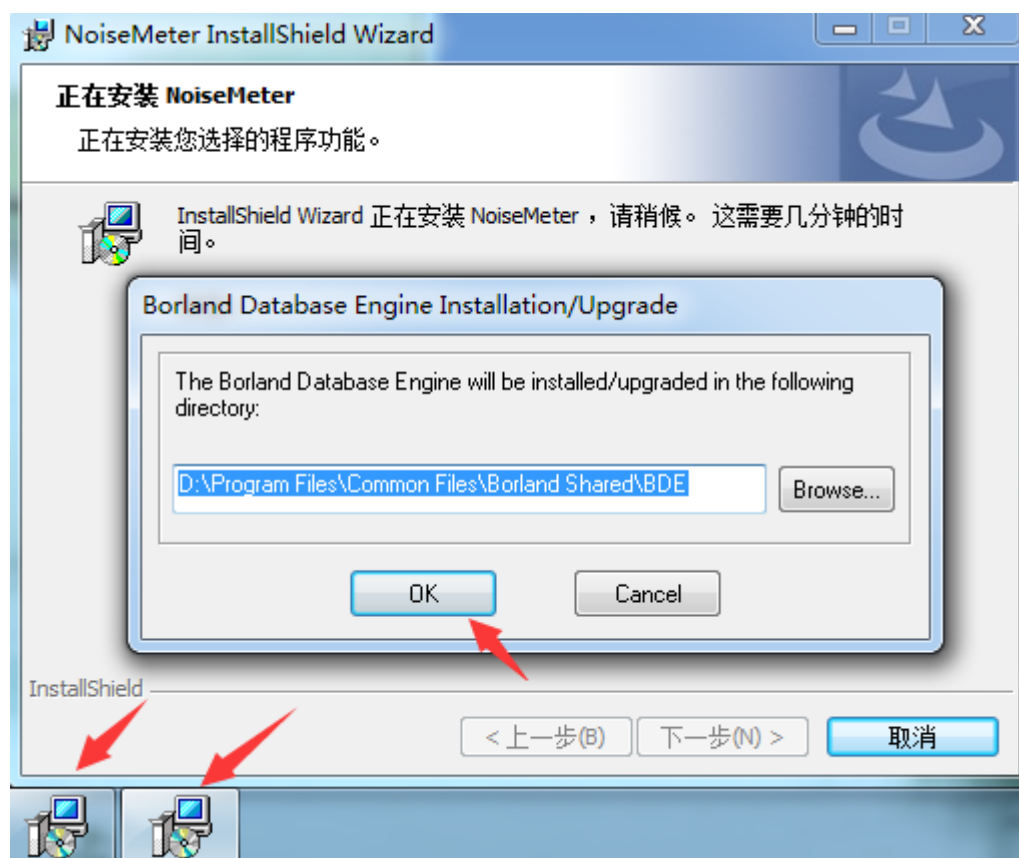 NoiseMeter InstallShield Wizard
正在安装 NoiseMeter
正在安装您选择的程序功能。
InstallShield Wizard 正在安装 NoiseMeter ，请稍候。 这需要几分钟的时
间。
Borland Database Engine Installation/Upgrade
The Borland Database Engine will be installed/upgraded in the following
directory:
D:\Program Files\Common Files\Borland Shared\BDE
Browse...
OK
Cancel
InstallShield
< 上一步(B)
下一步(N) >
取消